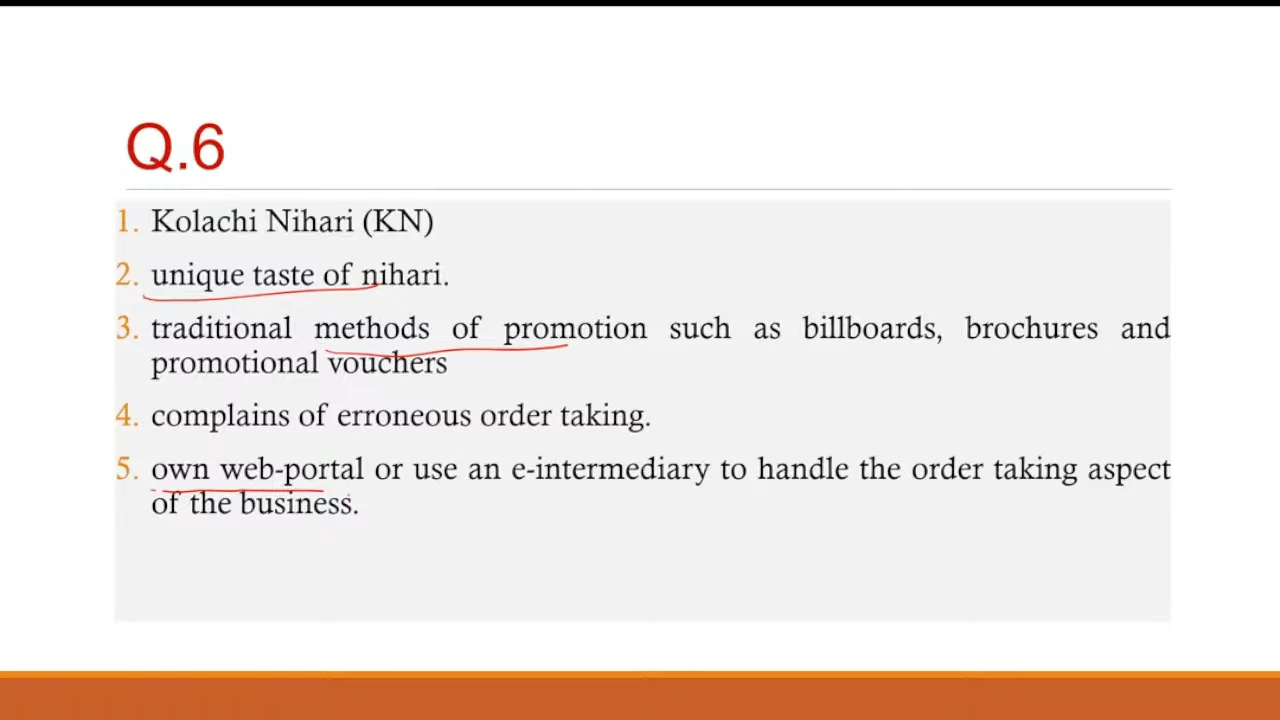 Q.6
1. Kolachi Nihari (KN)
2. unique taste of nihari.
3. traditional methods of promotion such as billboards, brochures and
promotional vouchers
4. complains of erroneous order taking.
5. own web-portal or use an e-intermediary to handle the order taking aspect
of the business.